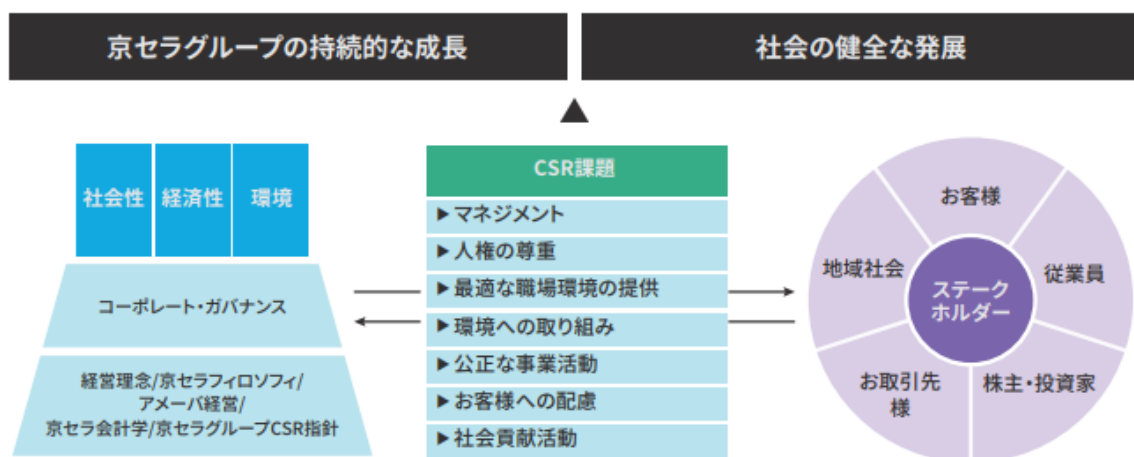 京セラグループの持続的な成長
社会の健全な発展
社会性
経済性
環境
コーポレート・ガバナンス
経営理念/京セラフィロソフィ/
アメーバ経営/
京セラ会計学/京セラグループCSR指針
CSR課題
▶マネジメント
▶人権の尊重
▶最適な職場環境の提供
▶環境への取り組み
▶公正な事業活動
▶お客様への配慮
▶社会貢献活動
お客様
地域社会
従業員
ステーク
ホルダー
お取引先
様
株主・投資家